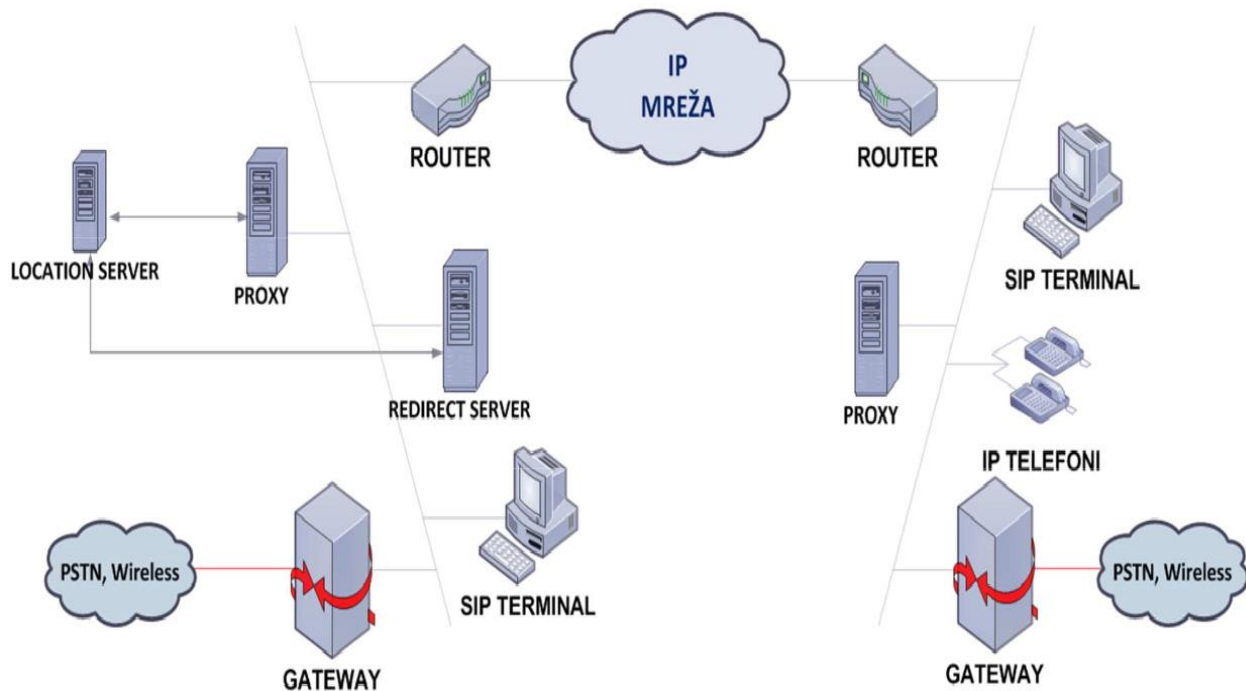 IP
MREŽA
ROUTER
ROUTER
LOCATION SERVER
PROXY
SIP TERMINAL
REDIRECT SERVER
PROXY
IP TELEFONI
PSTN, Wireless
SIP TERMINAL
PSTN, Wireless
GATEWAY
GATEWAY